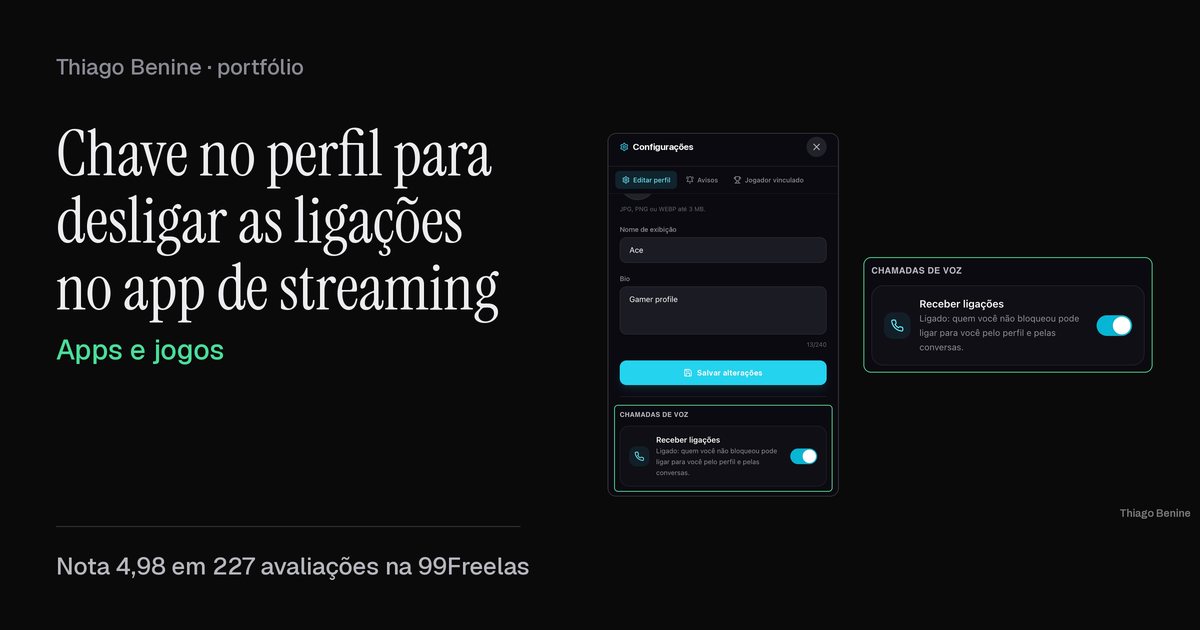 Thiago Benine · portfólio
Chave no perfil para
desligar as ligações
no app de streaming
Apps e jogos
Nota 4,98 em 227 avaliações na 99Freelas
Configurações
Editar perfil
Avisos
Jogador vinculado
JPG, PNG ou WEBP até 3 MB.
Nome de exibição
Ace
Bio
Gamer profile
13/240
Salvar alterações
CHAMADAS DE VOZ
Receber ligações
Ligado: quem você não bloqueou pode
ligar para você pelo perfil e pelas
conversas.
CHAMADAS DE VOZ
Receber ligações
Ligado: quem você não bloqueou pode
ligar para você pelo perfil e pelas
conversas.
Thiago Benine